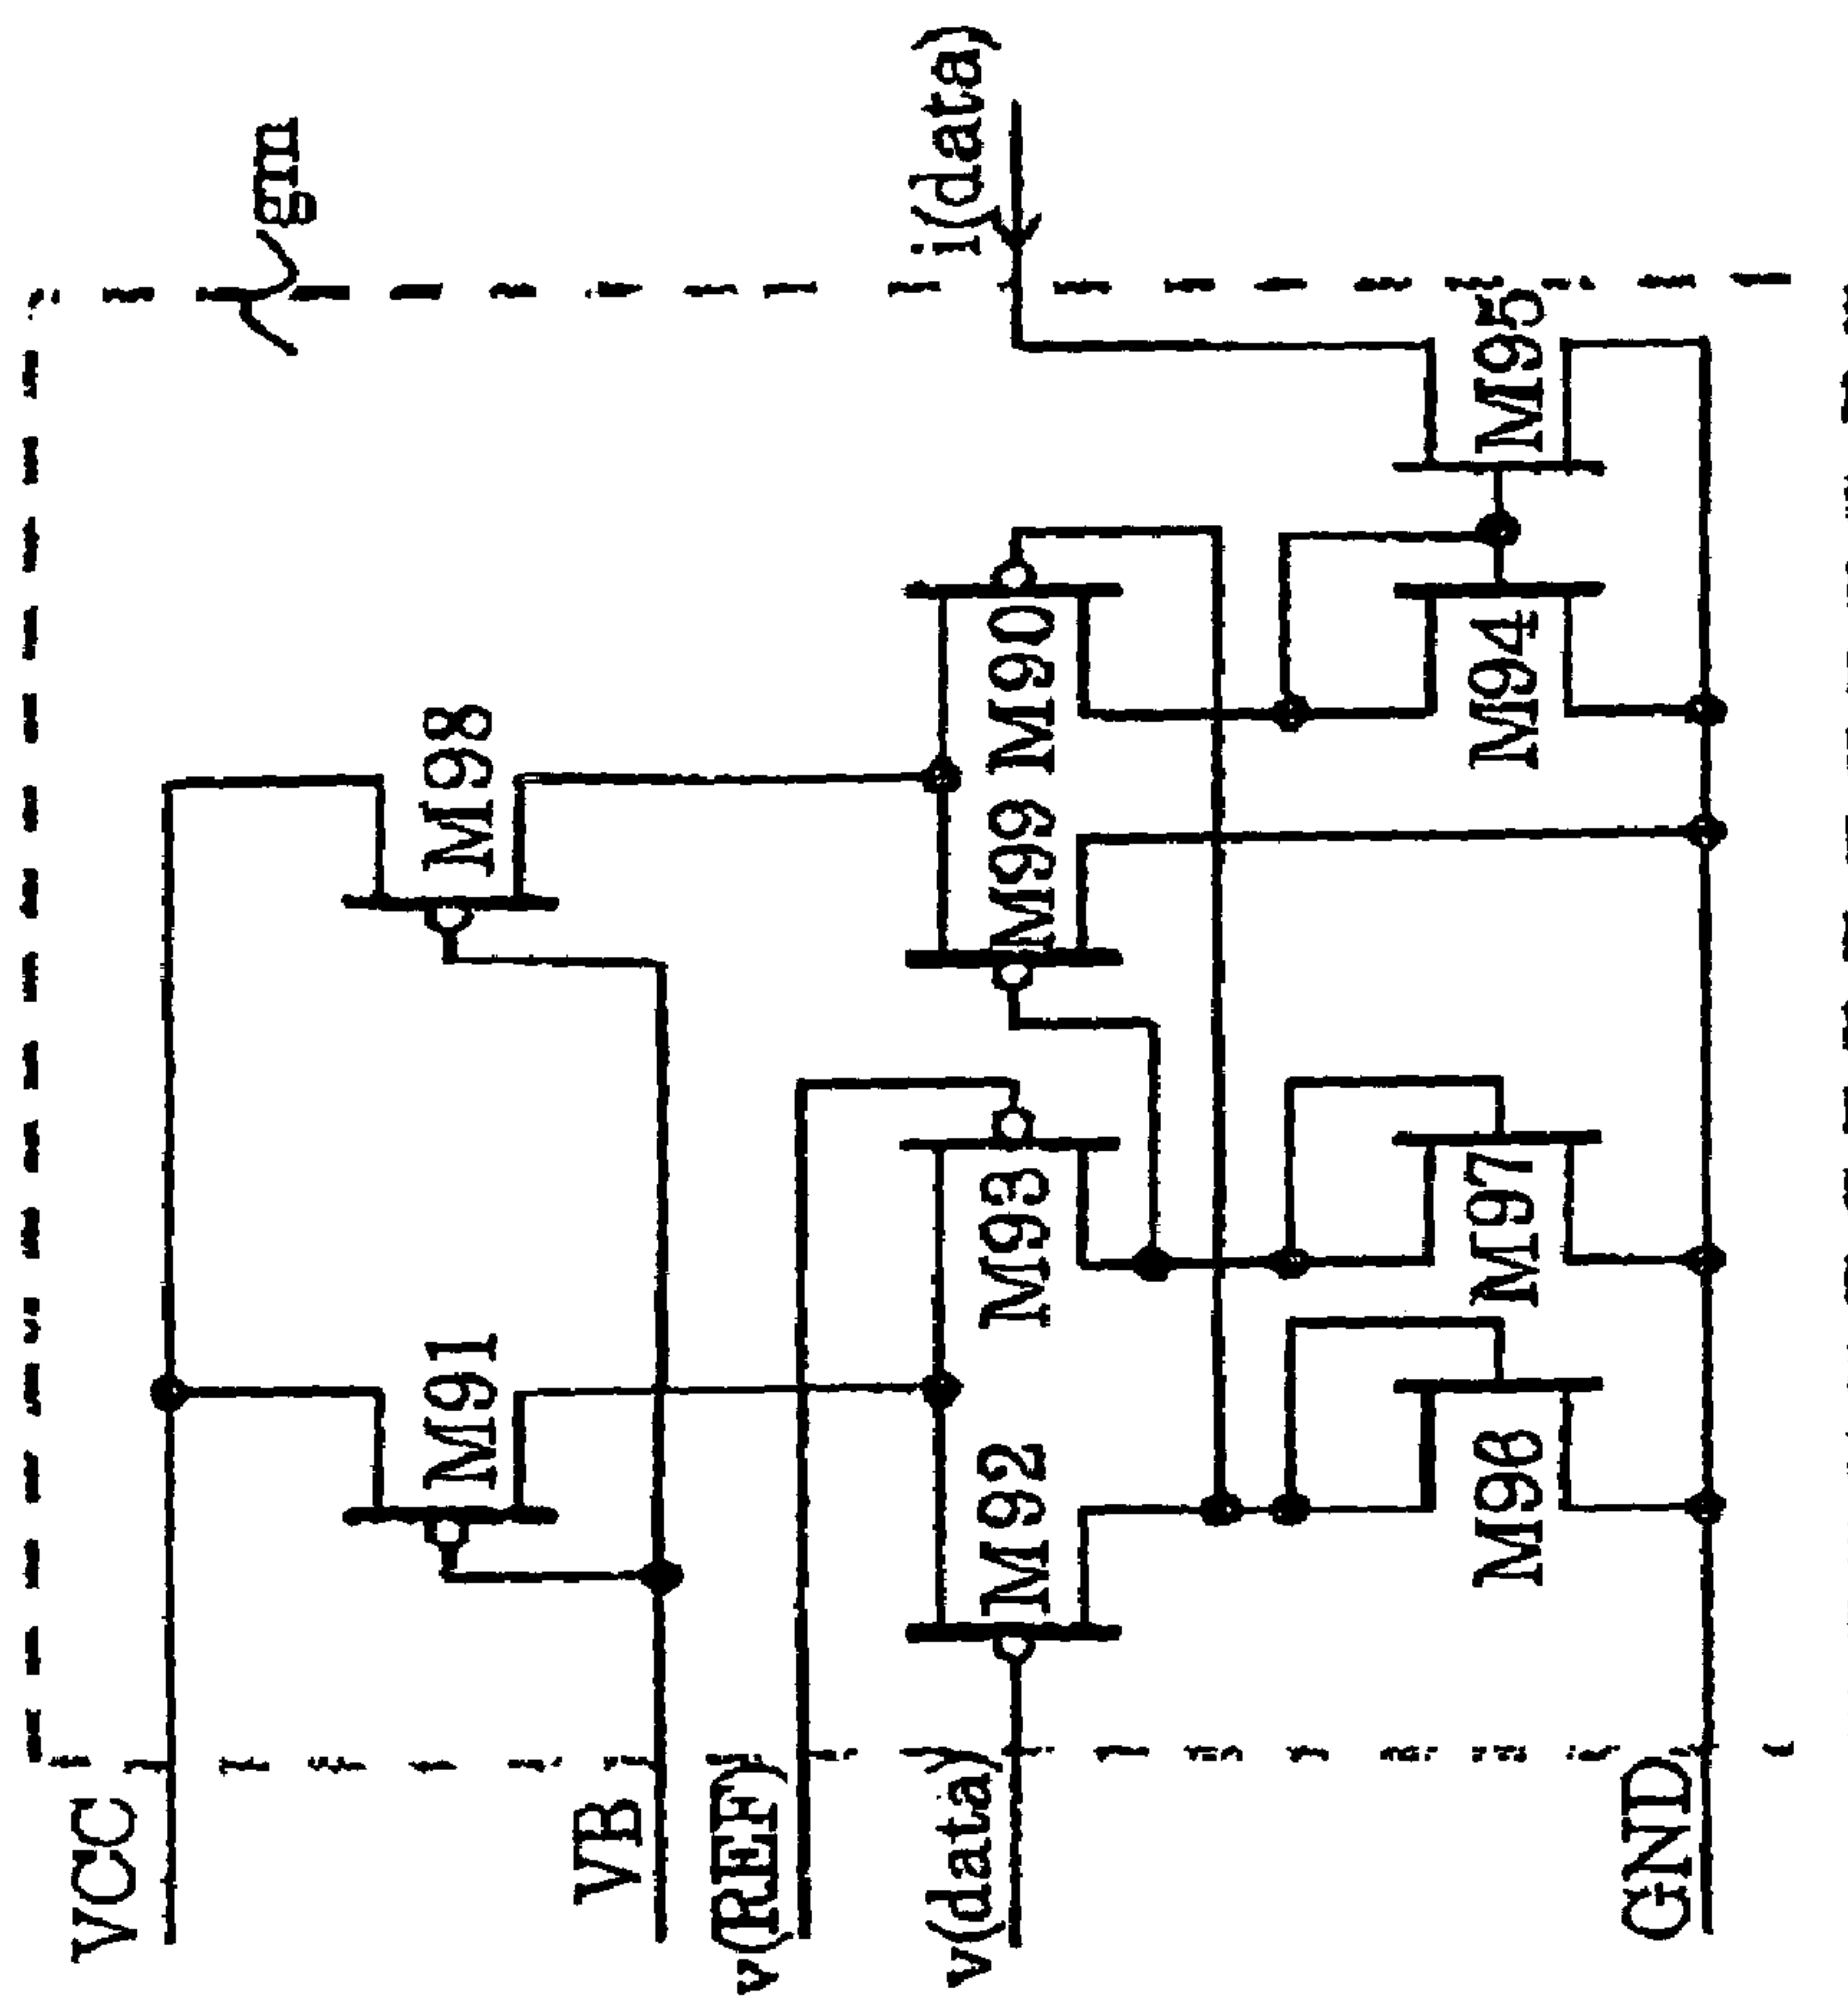 VCC
gm
M91
M98
VB
v(REF)
v(data)
i(data)
M92
M93
M99 M90
M96
M97
M94
M95
GND